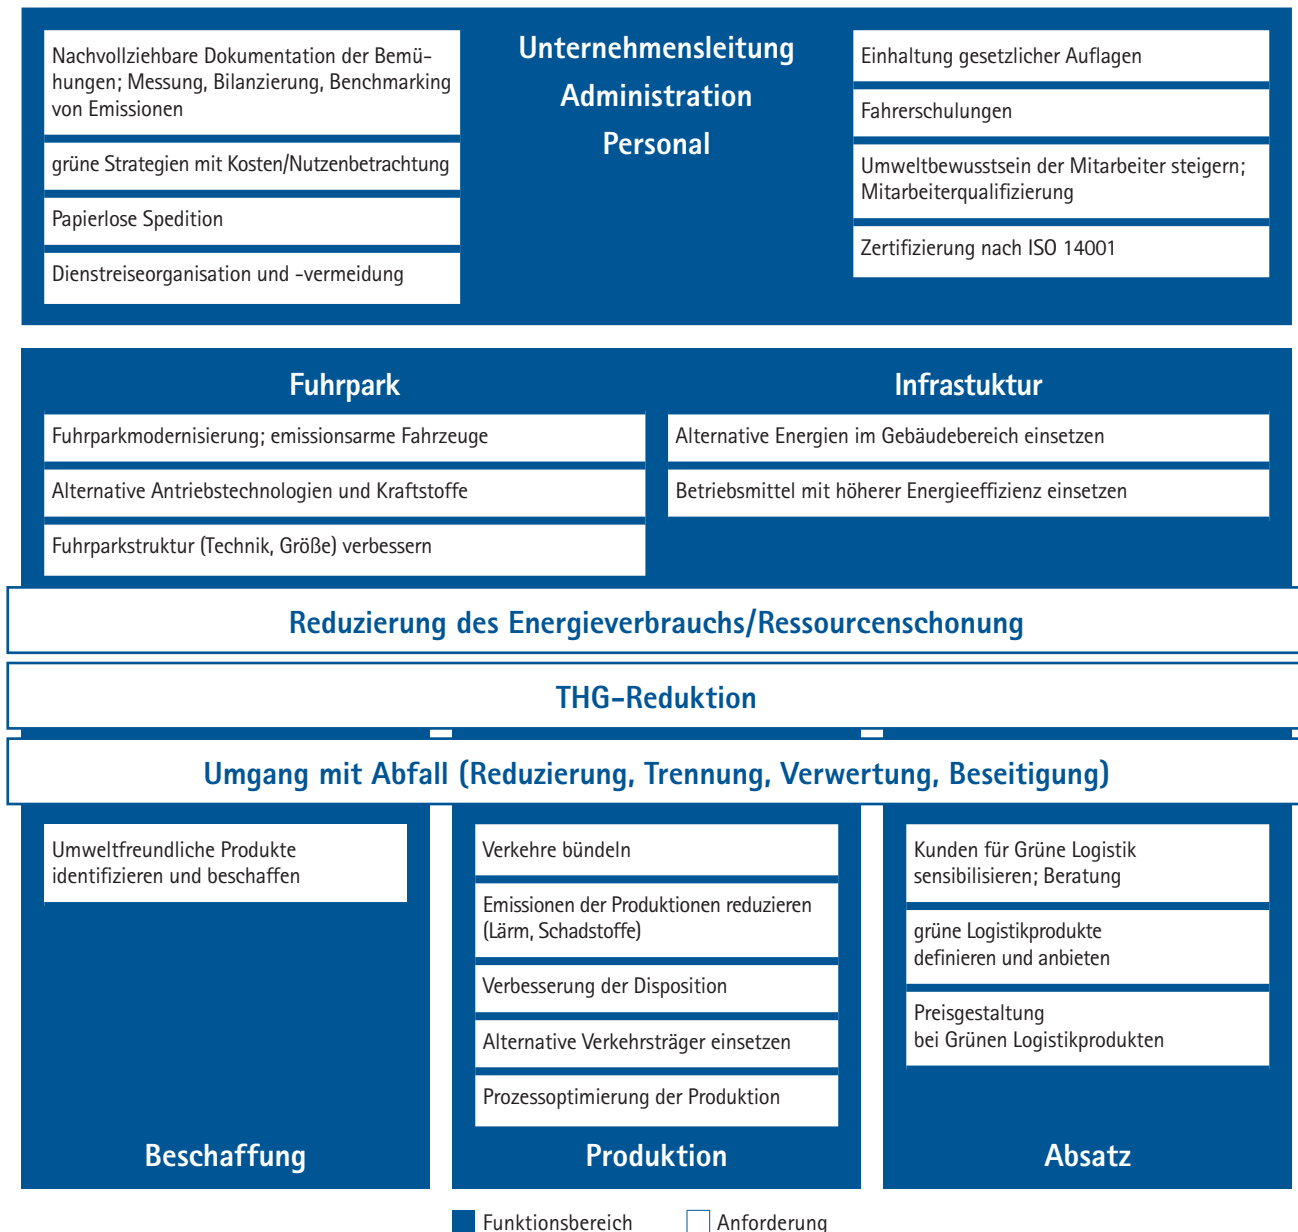 Nachvollziehbare Dokumentation der Bemü-
hungen; Messung, Bilanzierung, Benchmarking
von Emissionen
grüne Strategien mit Kosten/Nutzenbetrachtung
Papierlose Spedition
Dienstreiseorganisation und -vermeidung
Unternehmensleitung
Administration
Personal
Einhaltung gesetzlicher Auflagen
Fahrerschulungen
Umweltbewusstsein der Mitarbeiter steigern;
Mitarbeiterqualifizierung
Zertifizierung nach ISO 14001
Fuhrpark
Fuhrparkmodernisierung; emissionsarme Fahrzeuge
Alternative Antriebstechnologien und Kraftstoffe
Fuhrparkstruktur (Technik, Größe) verbessern
Infrastuktur
Alternative Energien im Gebäudebereich einsetzen
Betriebsmittel mit höherer Energieeffizienz einsetzen
Reduzierung des Energieverbrauchs/Ressourcenschonung
THG-Reduktion
Umgang mit Abfall (Reduzierung, Trennung, Verwertung, Beseitigung)
Umweltfreundliche Produkte
identifizieren und beschaffen
Beschaffung
Verkehre bündeln
Emissionen der Produktionen reduzieren
(Lärm, Schadstoffe)
Verbesserung der Disposition
Alternative Verkehrsträger einsetzen
Prozessoptimierung der Produktion
Produktion
Kunden für Grüne Logistik
sensibilisieren; Beratung
grüne Logistikprodukte
definieren und anbieten
Preisgestaltung
bei Grünen Logistikprodukten
Absatz
Funktionsbereich
Anforderung